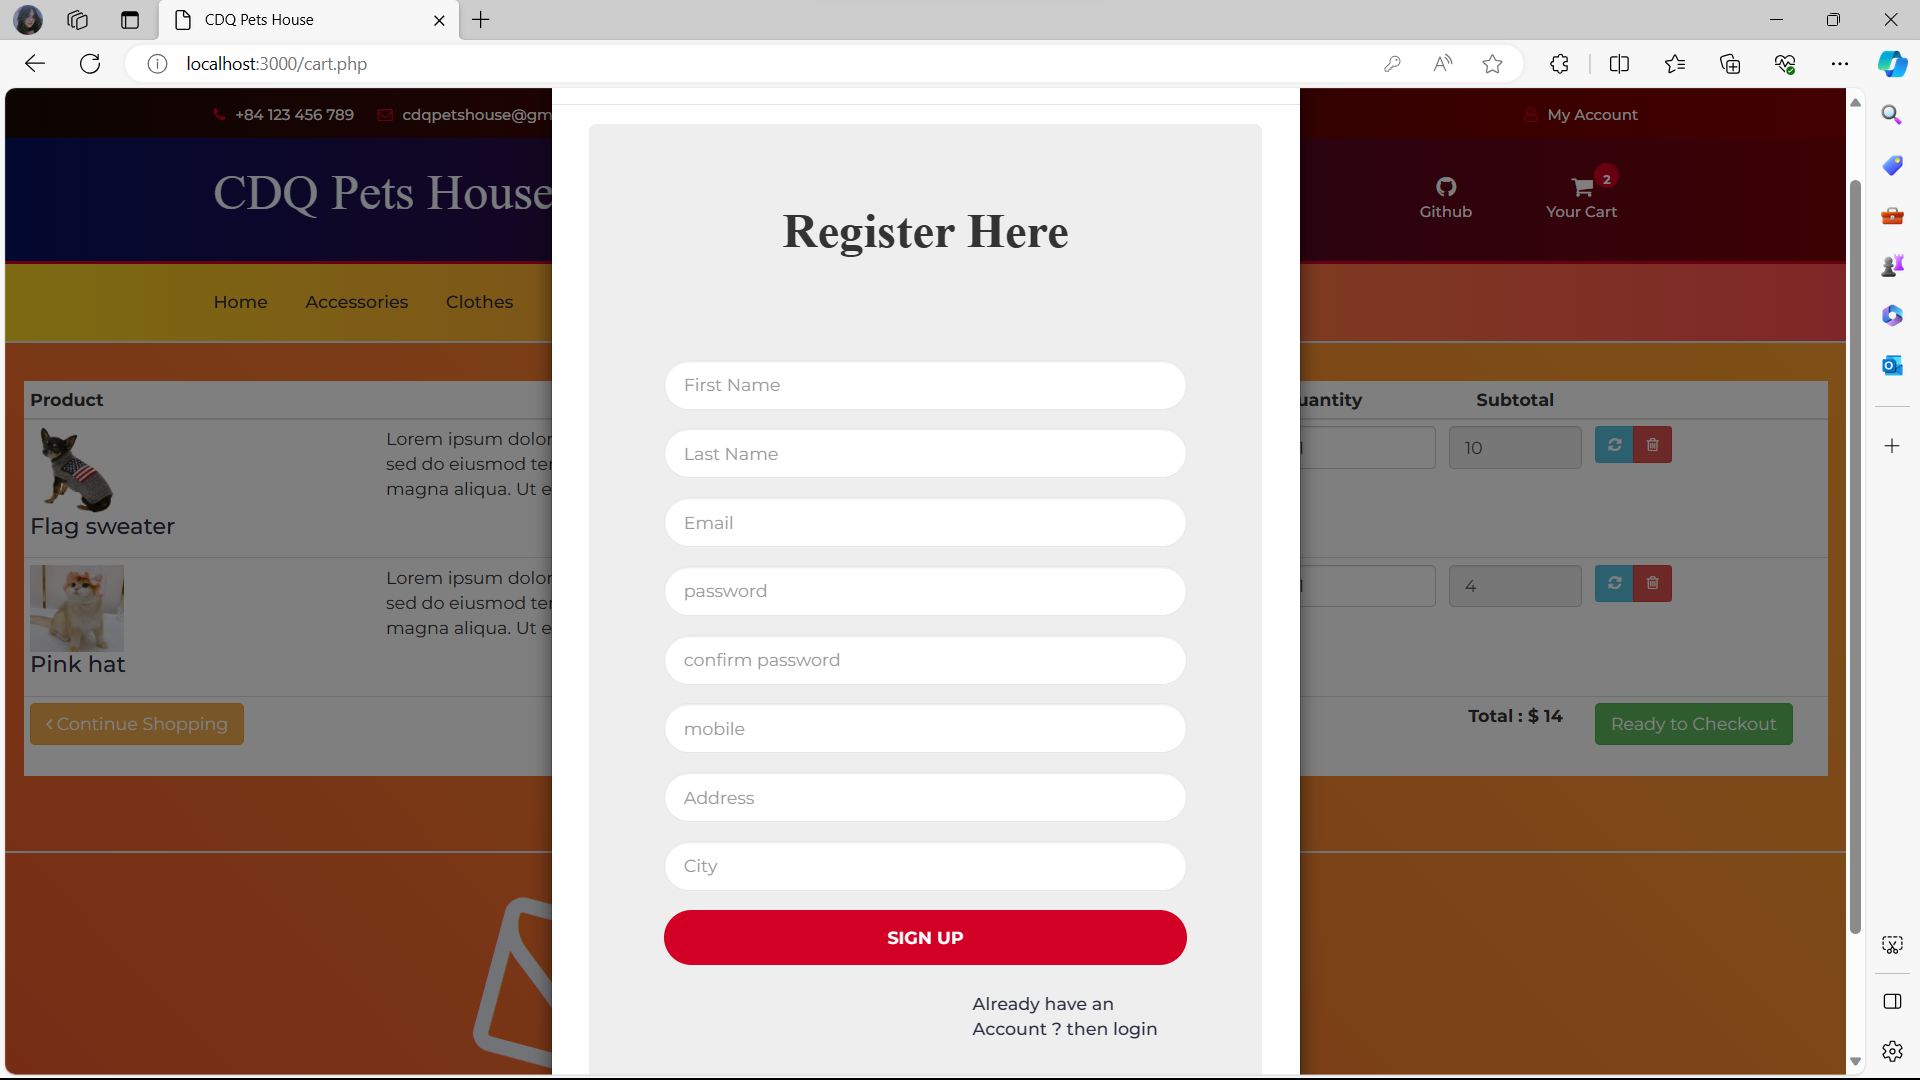 CDQ Pets House
localhost:3000/cart.php
+84 123 456 789
cdqpetshouse@gm
My Account
CDQ Pets House
Github
2
Your Cart
Home
Accessories
Clothes
Register Here
First Name
Last Name
Email
password
confirm password
mobile
Address
City
SIGN UP
Already have an
Account ? then login
Product
uantity
Subtotal
Lorem ipsum dolor
sed do eiusmod te
magna aliqua. Ut e
Flag sweater
1
10
Lorem ipsum dolor
sed do eiusmod te
magna aliqua. Ut e
Pink hat
1
4
Continue Shopping
Total : $ 14
Ready to Checkout